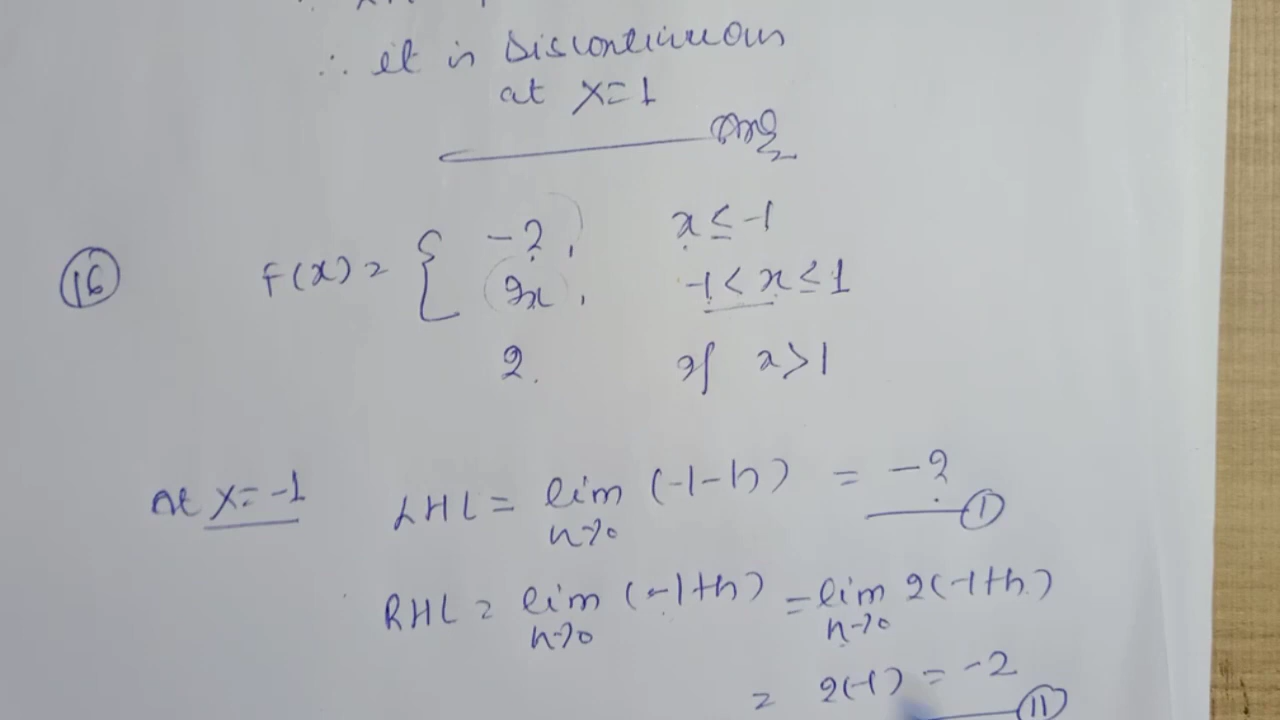 ∴ it is Discontinuous
at x=1
Ans
(16) f(x) = { -2, x ≤ -1
2x, -1 < x ≤ 1
2. if x > 1
At x=-1 LHL = lim h→0 (-1-h) = -2 (I)
RHL = lim h→0 (-1+h) = lim h→0 2(-1+h)
= 2(-1) = -2 (II)